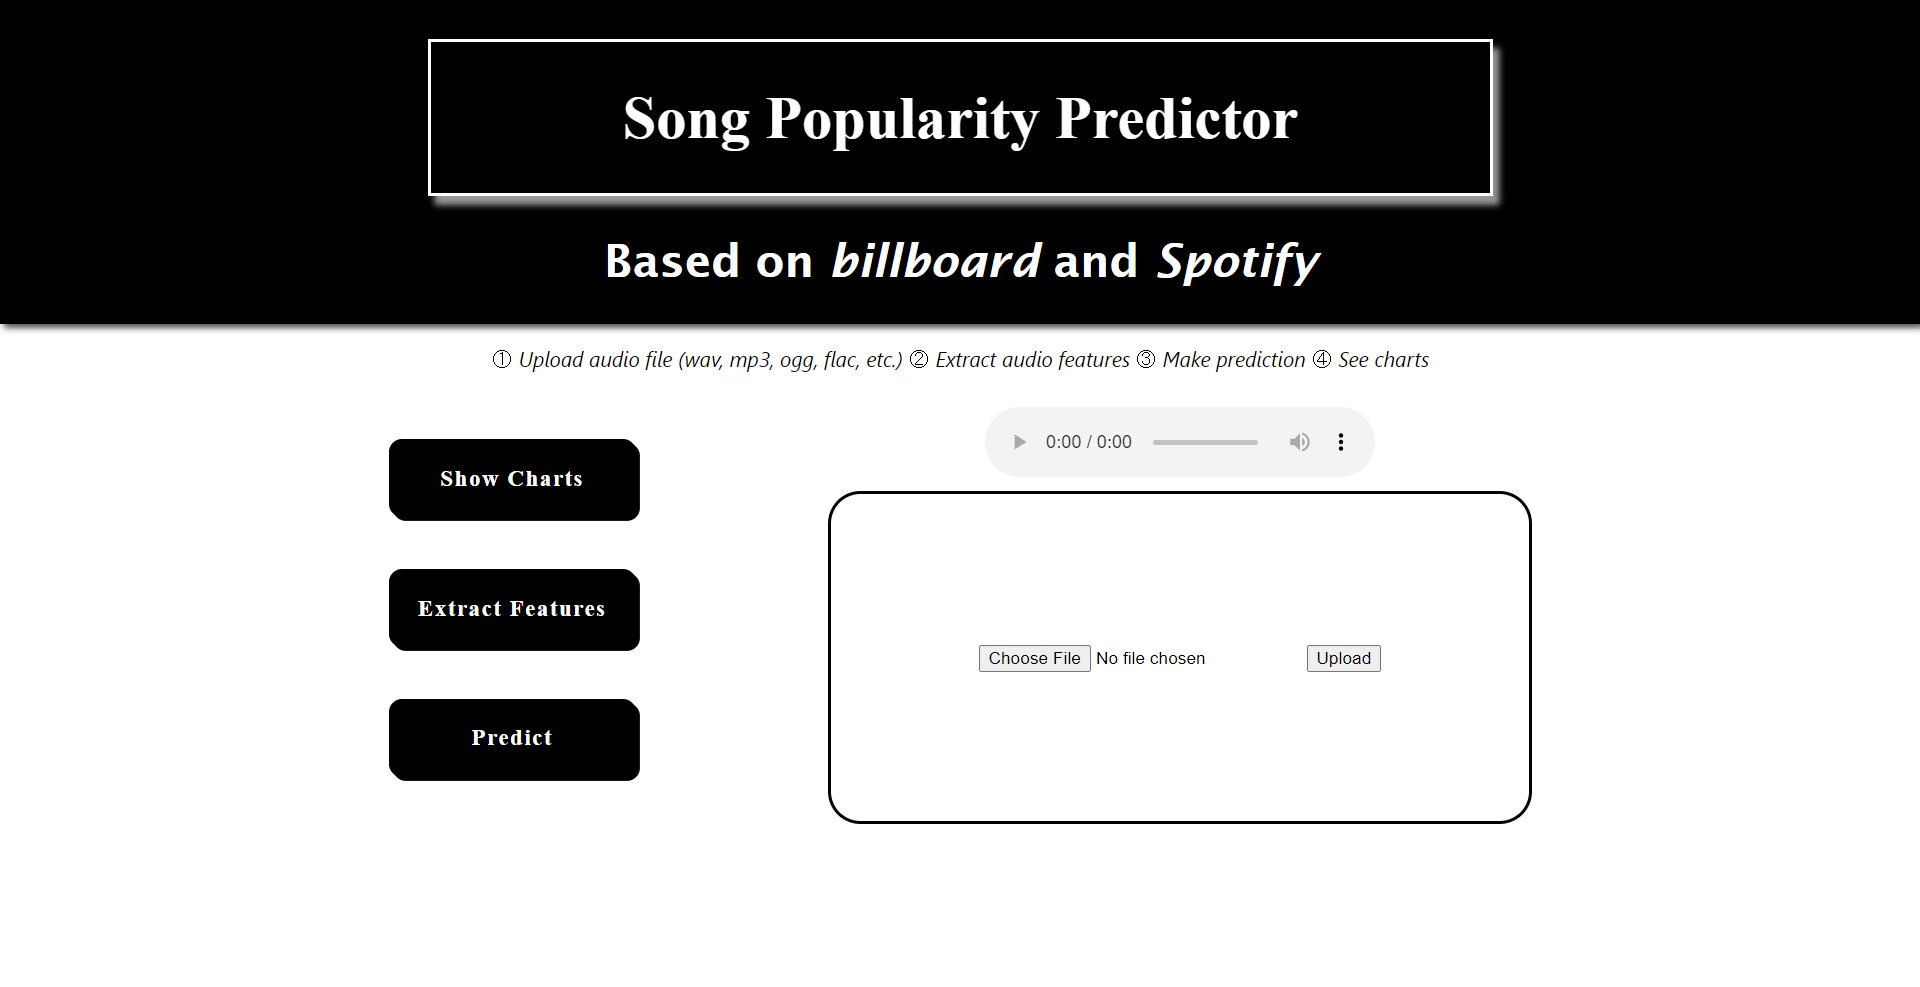 Song Popularity Predictor
Based on billboard and Spotify
① Upload audio file (wav, mp3, ogg, flac, etc.) ② Extract audio features ③ Make prediction ④ See charts
0:00 / 0:00
Show Charts
Extract Features
Choose File No file chosen Upload
Predict